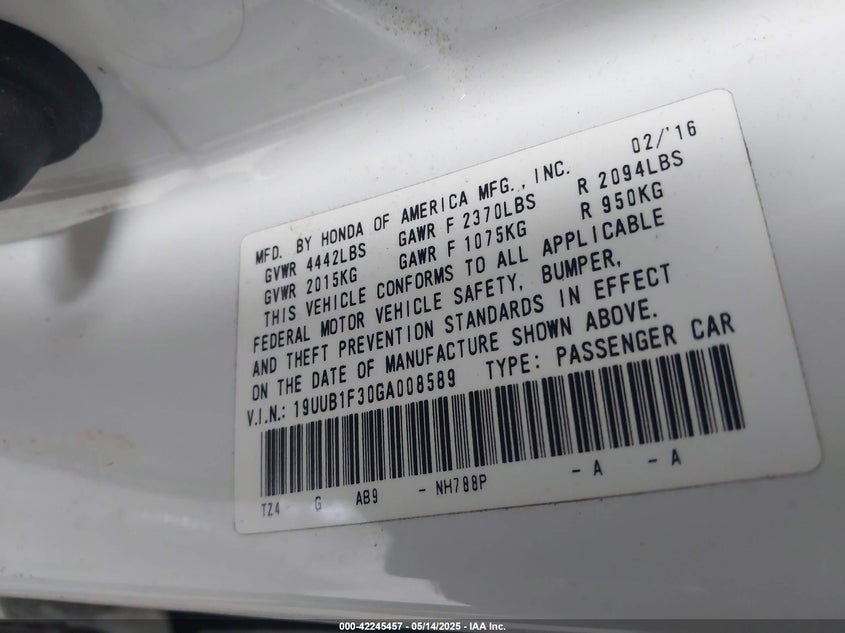 02/'16
MFD. BY HONDA OF AMERICA MFG., INC.
GVWR 4442LBS GAWR F 2370LBS R 2094LBS
GVWR 2015KG GAWR F 1075KG R 950KG
THIS VEHICLE CONFORMS TO ALL APPLICABLE
FEDERAL MOTOR VEHICLE SAFETY, BUMPER,
AND THEFT PREVENTION STANDARDS IN EFFECT
ON THE DATE OF MANUFACTURE SHOWN ABOVE.
V.I.N.: 19UUB1F30GA008589 TYPE: PASSENGER CAR
TZ4 G AB9 - NH788P - A - A
000-42245457 - 05/14/2025 - IAA Inc.